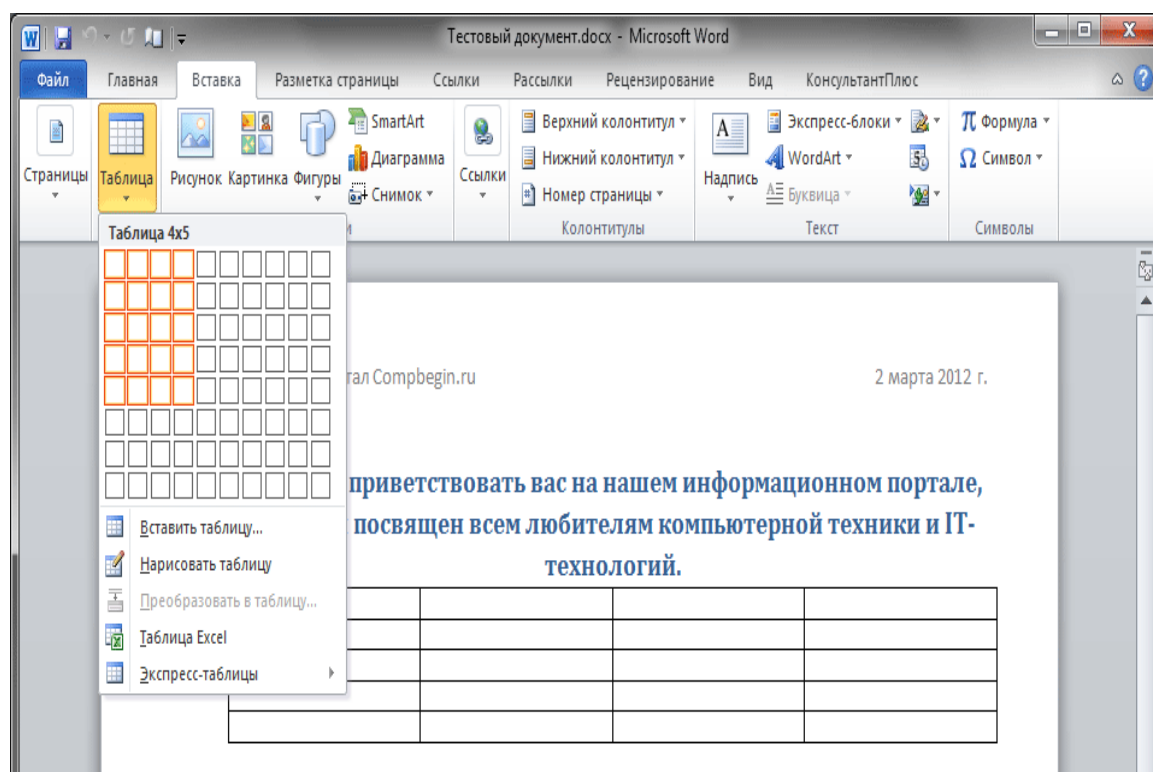 Тестовый документ.docx - Microsoft Word
Файл Главная Вставка Разметка страницы Ссылки Рассылки Рецензирование Вид КонсультантПлюс
Страницы
Таблица
Рисунок Картинка Фигуры
SmartArt
Диаграмма
Снимок
Ссылки
Верхний колонтитул
Нижний колонтитул
Номер страницы
Колонтитулы
Надпись
Экспресс-блоки
WordArt
Буквица
Текст
Формула
Символ
Символы
Таблица 4x5
Вставить таблицу...
Нарисовать таблицу
Преобразовать в таблицу...
Таблица Excel
Экспресс-таблицы
Compbegin.ru 2 марта 2012 г.
приветствовать вас на нашем информационном портале,
посвящен всем любителям компьютерной техники и IT-
технологий.